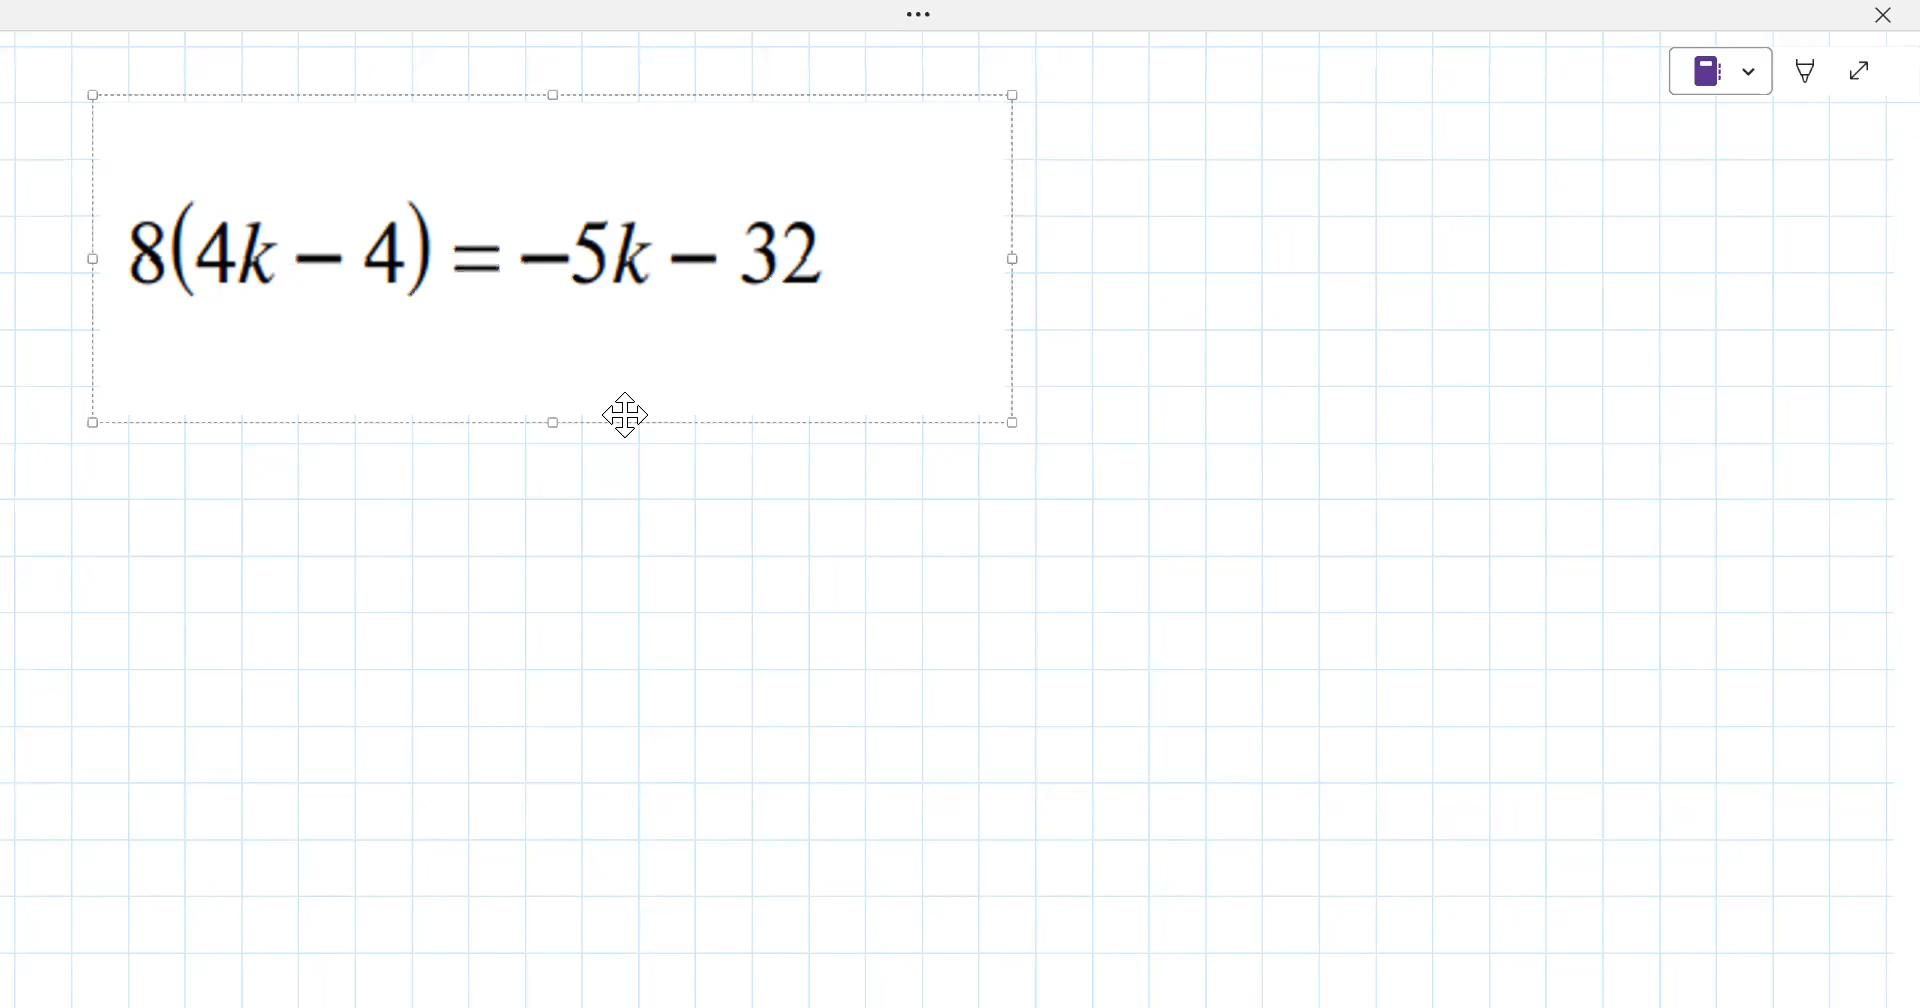 8(4k − 4) = −5k − 32